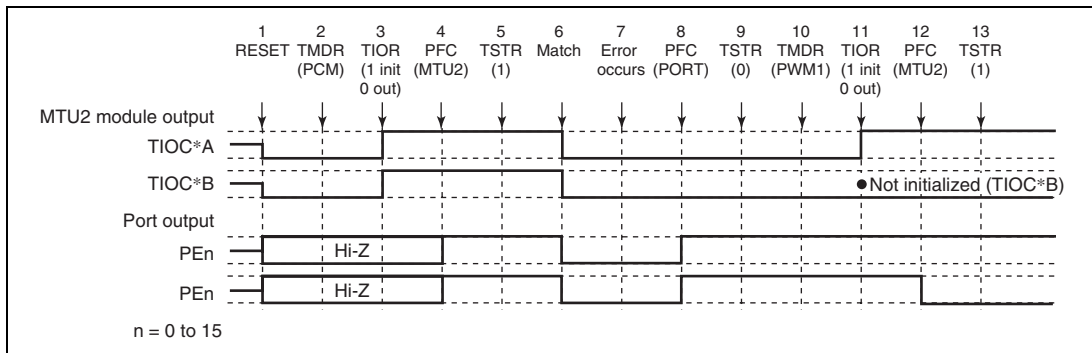 1 2 3 4 5 6 7 8 9 10 11 12 13
RESET TMDR TIOR PFC TSTR Match Error PFC TSTR TMDR TIOR PFC TSTR
(PCM) (1 init (MTU2) (1) occurs (PORT) (0) (PWM1) (1 init (MTU2) (1)
0 out) 0 out)
MTU2 module output
TIOC*A
TIOC*B
● Not initialized (TIOC*B)
Port output
PEn
Hi-Z
PEn
Hi-Z
n = 0 to 15